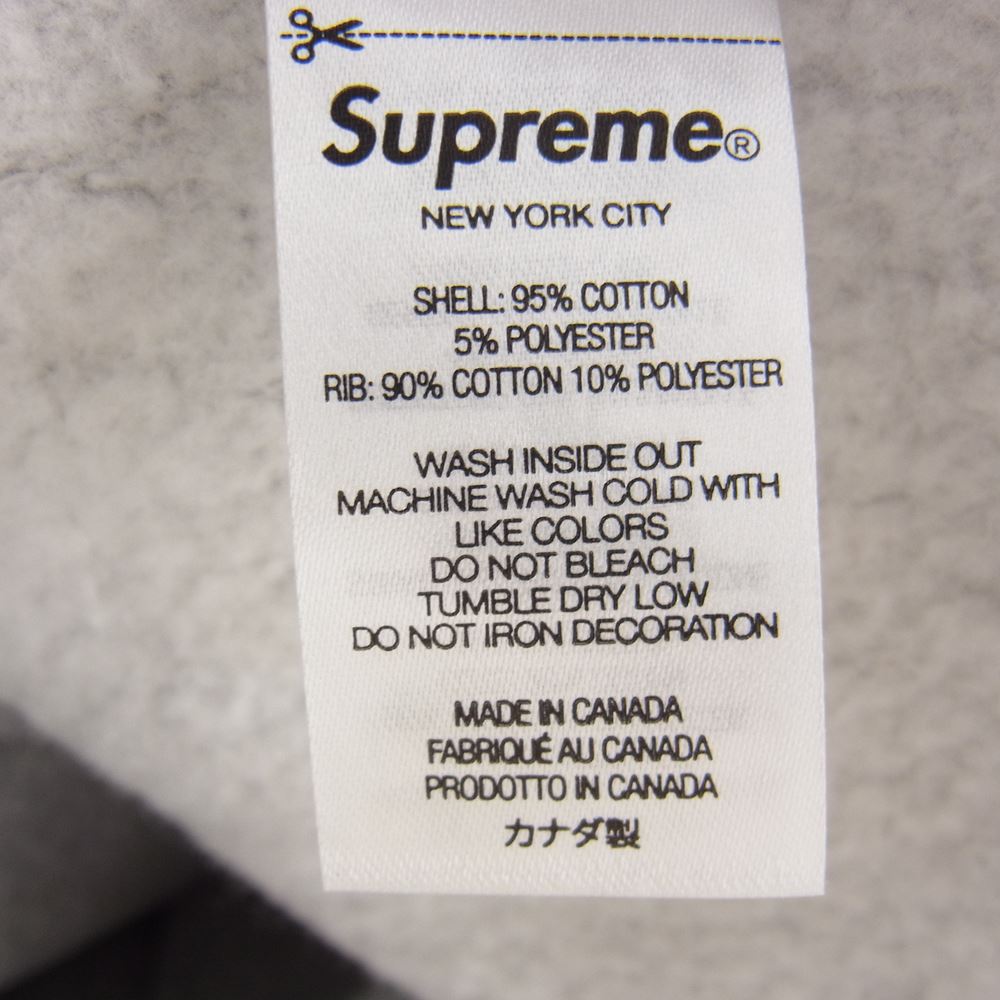 Supreme®
NEW YORK CITY
SHELL: 95% COTTON
5% POLYESTER
RIB: 90% COTTON 10% POLYESTER
WASH INSIDE OUT
MACHINE WASH COLD WITH
LIKE COLORS
DO NOT BLEACH
TUMBLE DRY LOW
DO NOT IRON DECORATION
MADE IN CANADA
FABRIQUÉ AU CANADA
PRODOTTO IN CANADA
カナダ製